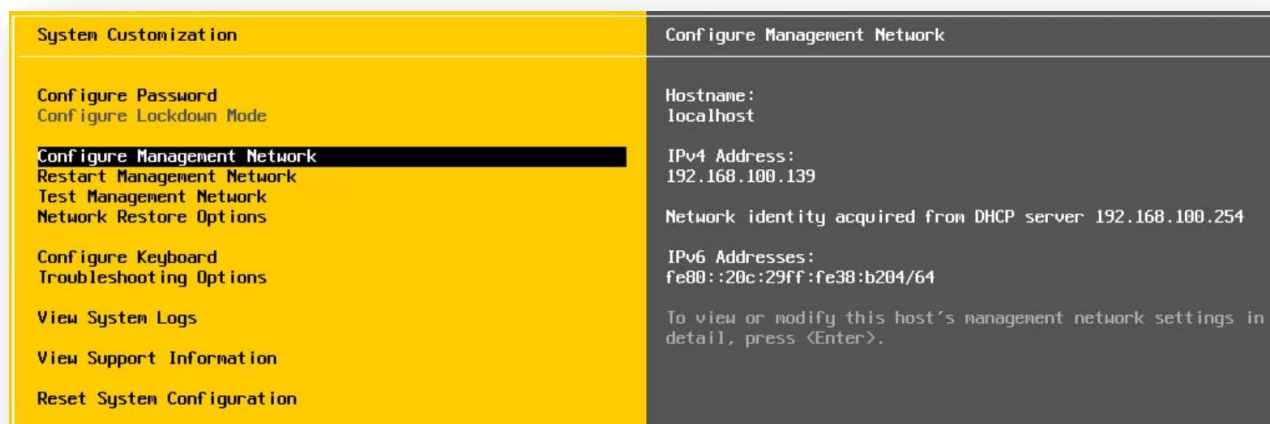 System Customization
Configure Password
Configure Lockdown Mode
Configure Management Network
Restart Management Network
Test Management Network
Network Restore Options
Configure Keyboard
Troubleshooting Options
View System Logs
View Support Information
Reset System Configuration
Configure Management Network
Hostname:
localhost
IPv4 Address:
192.168.100.139
Network identity acquired from DHCP server 192.168.100.254
IPv6 Addresses:
fe80::20c:29ff:fe38:b204/64
To view or modify this host's management network settings in
detail, press <Enter>.